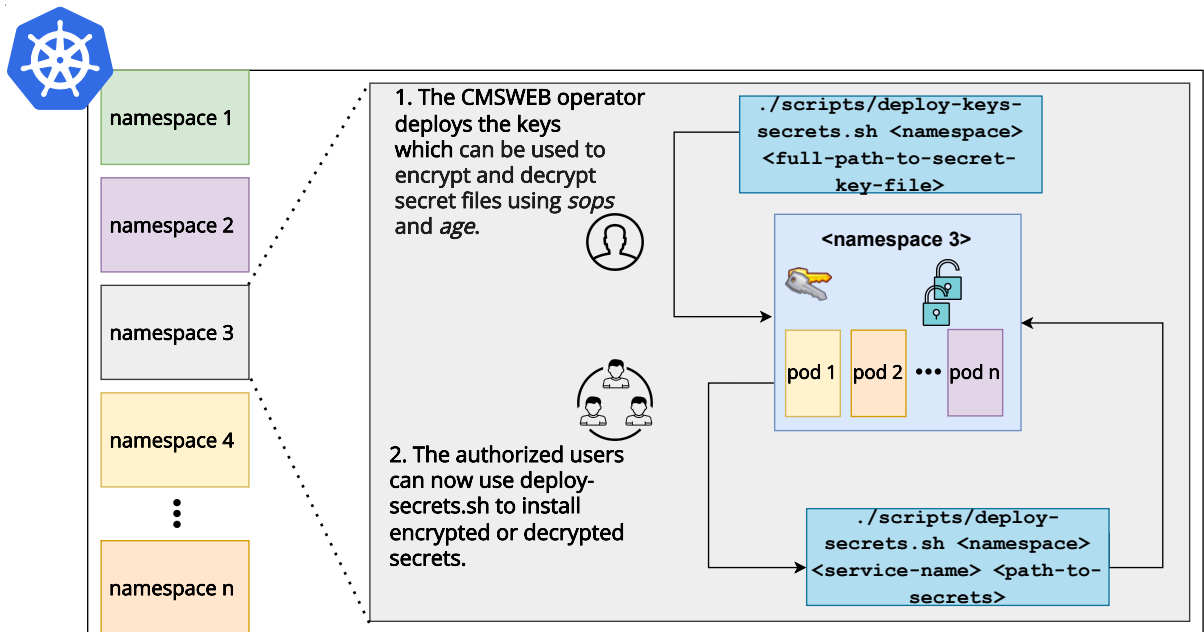 namespace 1
namespace 2
namespace 3
namespace 4
namespace n
1. The CMSWEB operator
deploys the keys
which can be used to
encrypt and decrypt
secret files using sops
and age.
./scripts/deploy-keys-
secrets.sh <namespace>
<full-path-to-secret-
key-file>
<namespace 3>
pod 1
pod 2
pod n
2. The authorized users
can now use deploy-
secrets.sh to install
encrypted or decrypted
secrets.
./scripts/deploy-
secrets.sh <namespace>
<service-name> <path-to-
secrets>